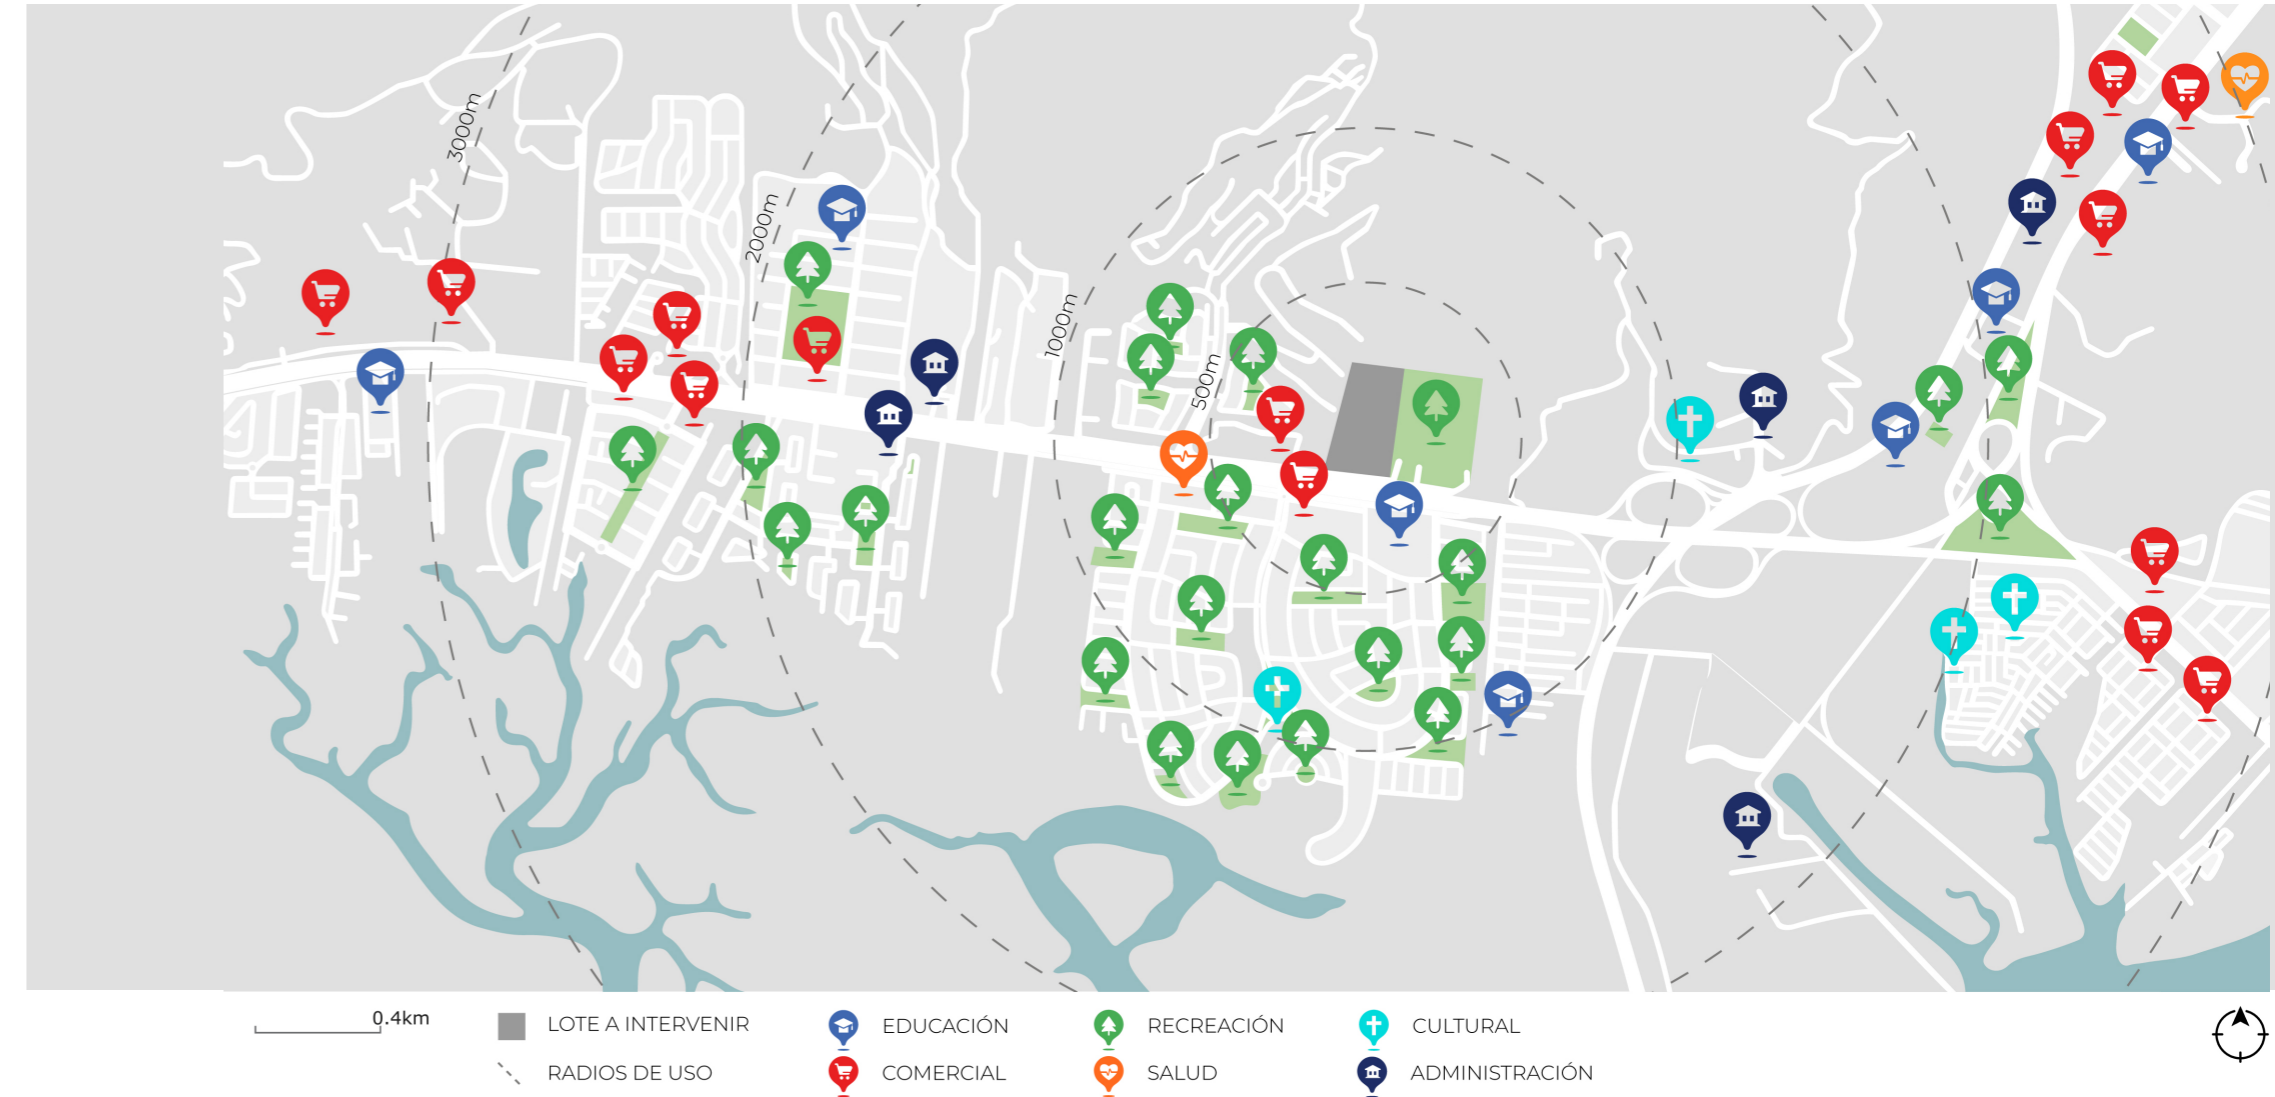 3000m
2000m
1000m
500m
0.4km
LOTE A INTERVENIR
EDUCACIÓN
RECREACIÓN
CULTURAL
RADIOS DE USO
COMERCIAL
SALUD
ADMINISTRACIÓN